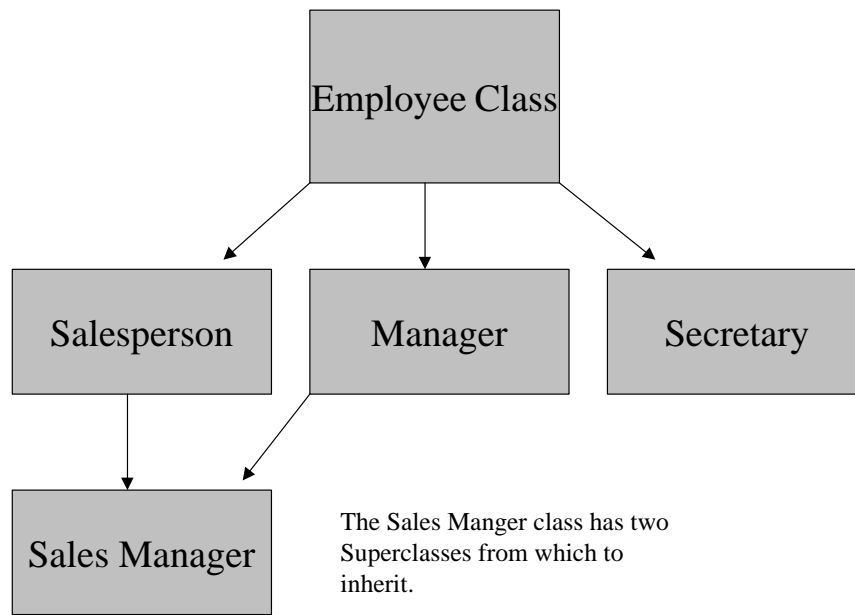 Employee Class
Salesperson
Manager
Secretary
Sales Manager
The Sales Manger class has two
Superclasses from which to
inherit.